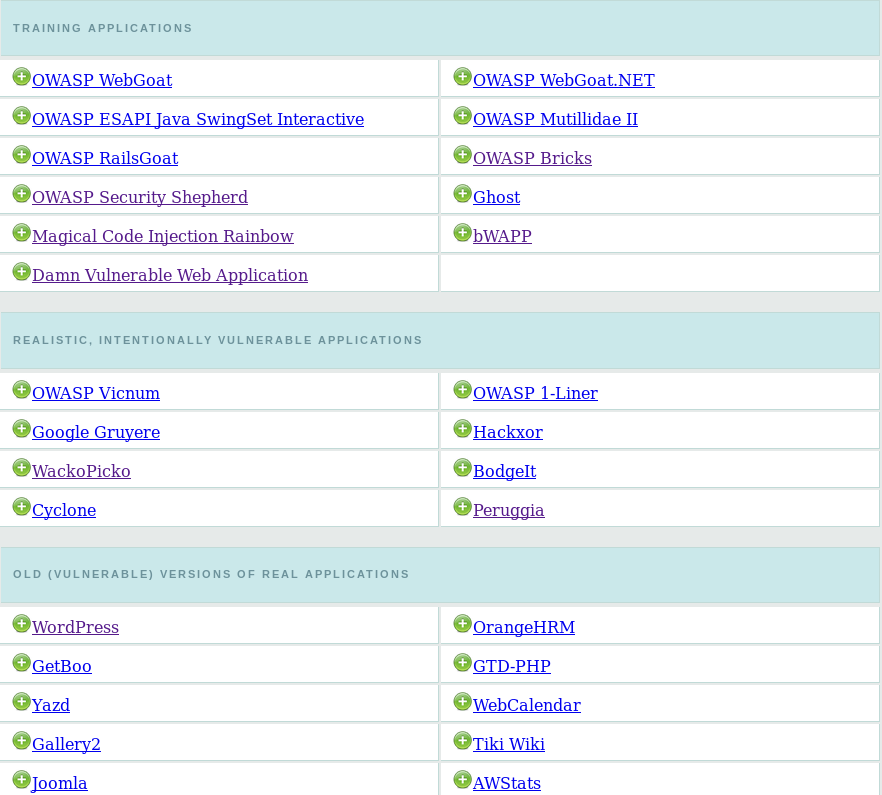 TRAINING APPLICATIONS
OWASP WebGoat OWASP WebGoat.NET
OWASP ESAPI Java SwingSet Interactive OWASP Mutillidae II
OWASP RailsGoat OWASP Bricks
OWASP Security Shepherd Ghost
Magical Code Injection Rainbow bWAPP
Damn Vulnerable Web Application
REALISTIC, INTENTIONALLY VULNERABLE APPLICATIONS
OWASP Vicnum OWASP 1-Liner
Google Gruyere Hackxor
WackoPicko BodgeIt
Cyclone Peruggia
OLD (VULNERABLE) VERSIONS OF REAL APPLICATIONS
WordPress OrangeHRM
GetBoo GTD-PHP
Yazd WebCalendar
Gallery2 Tiki Wiki
Joomla AWStats